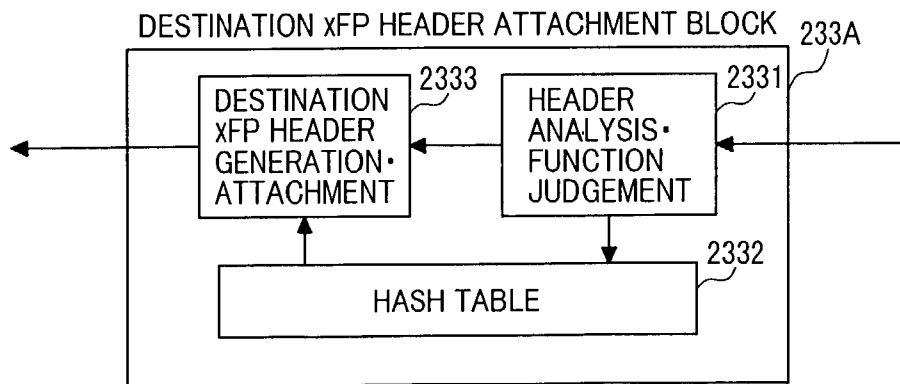 DESTINATION xFP HEADER ATTACHMENT BLOCK
233A
2333
2331
DESTINATION
xFP HEADER
GENERATION・
ATTACHMENT
HEADER
ANALYSIS・
FUNCTION
JUDGEMENT
2332
HASH TABLE